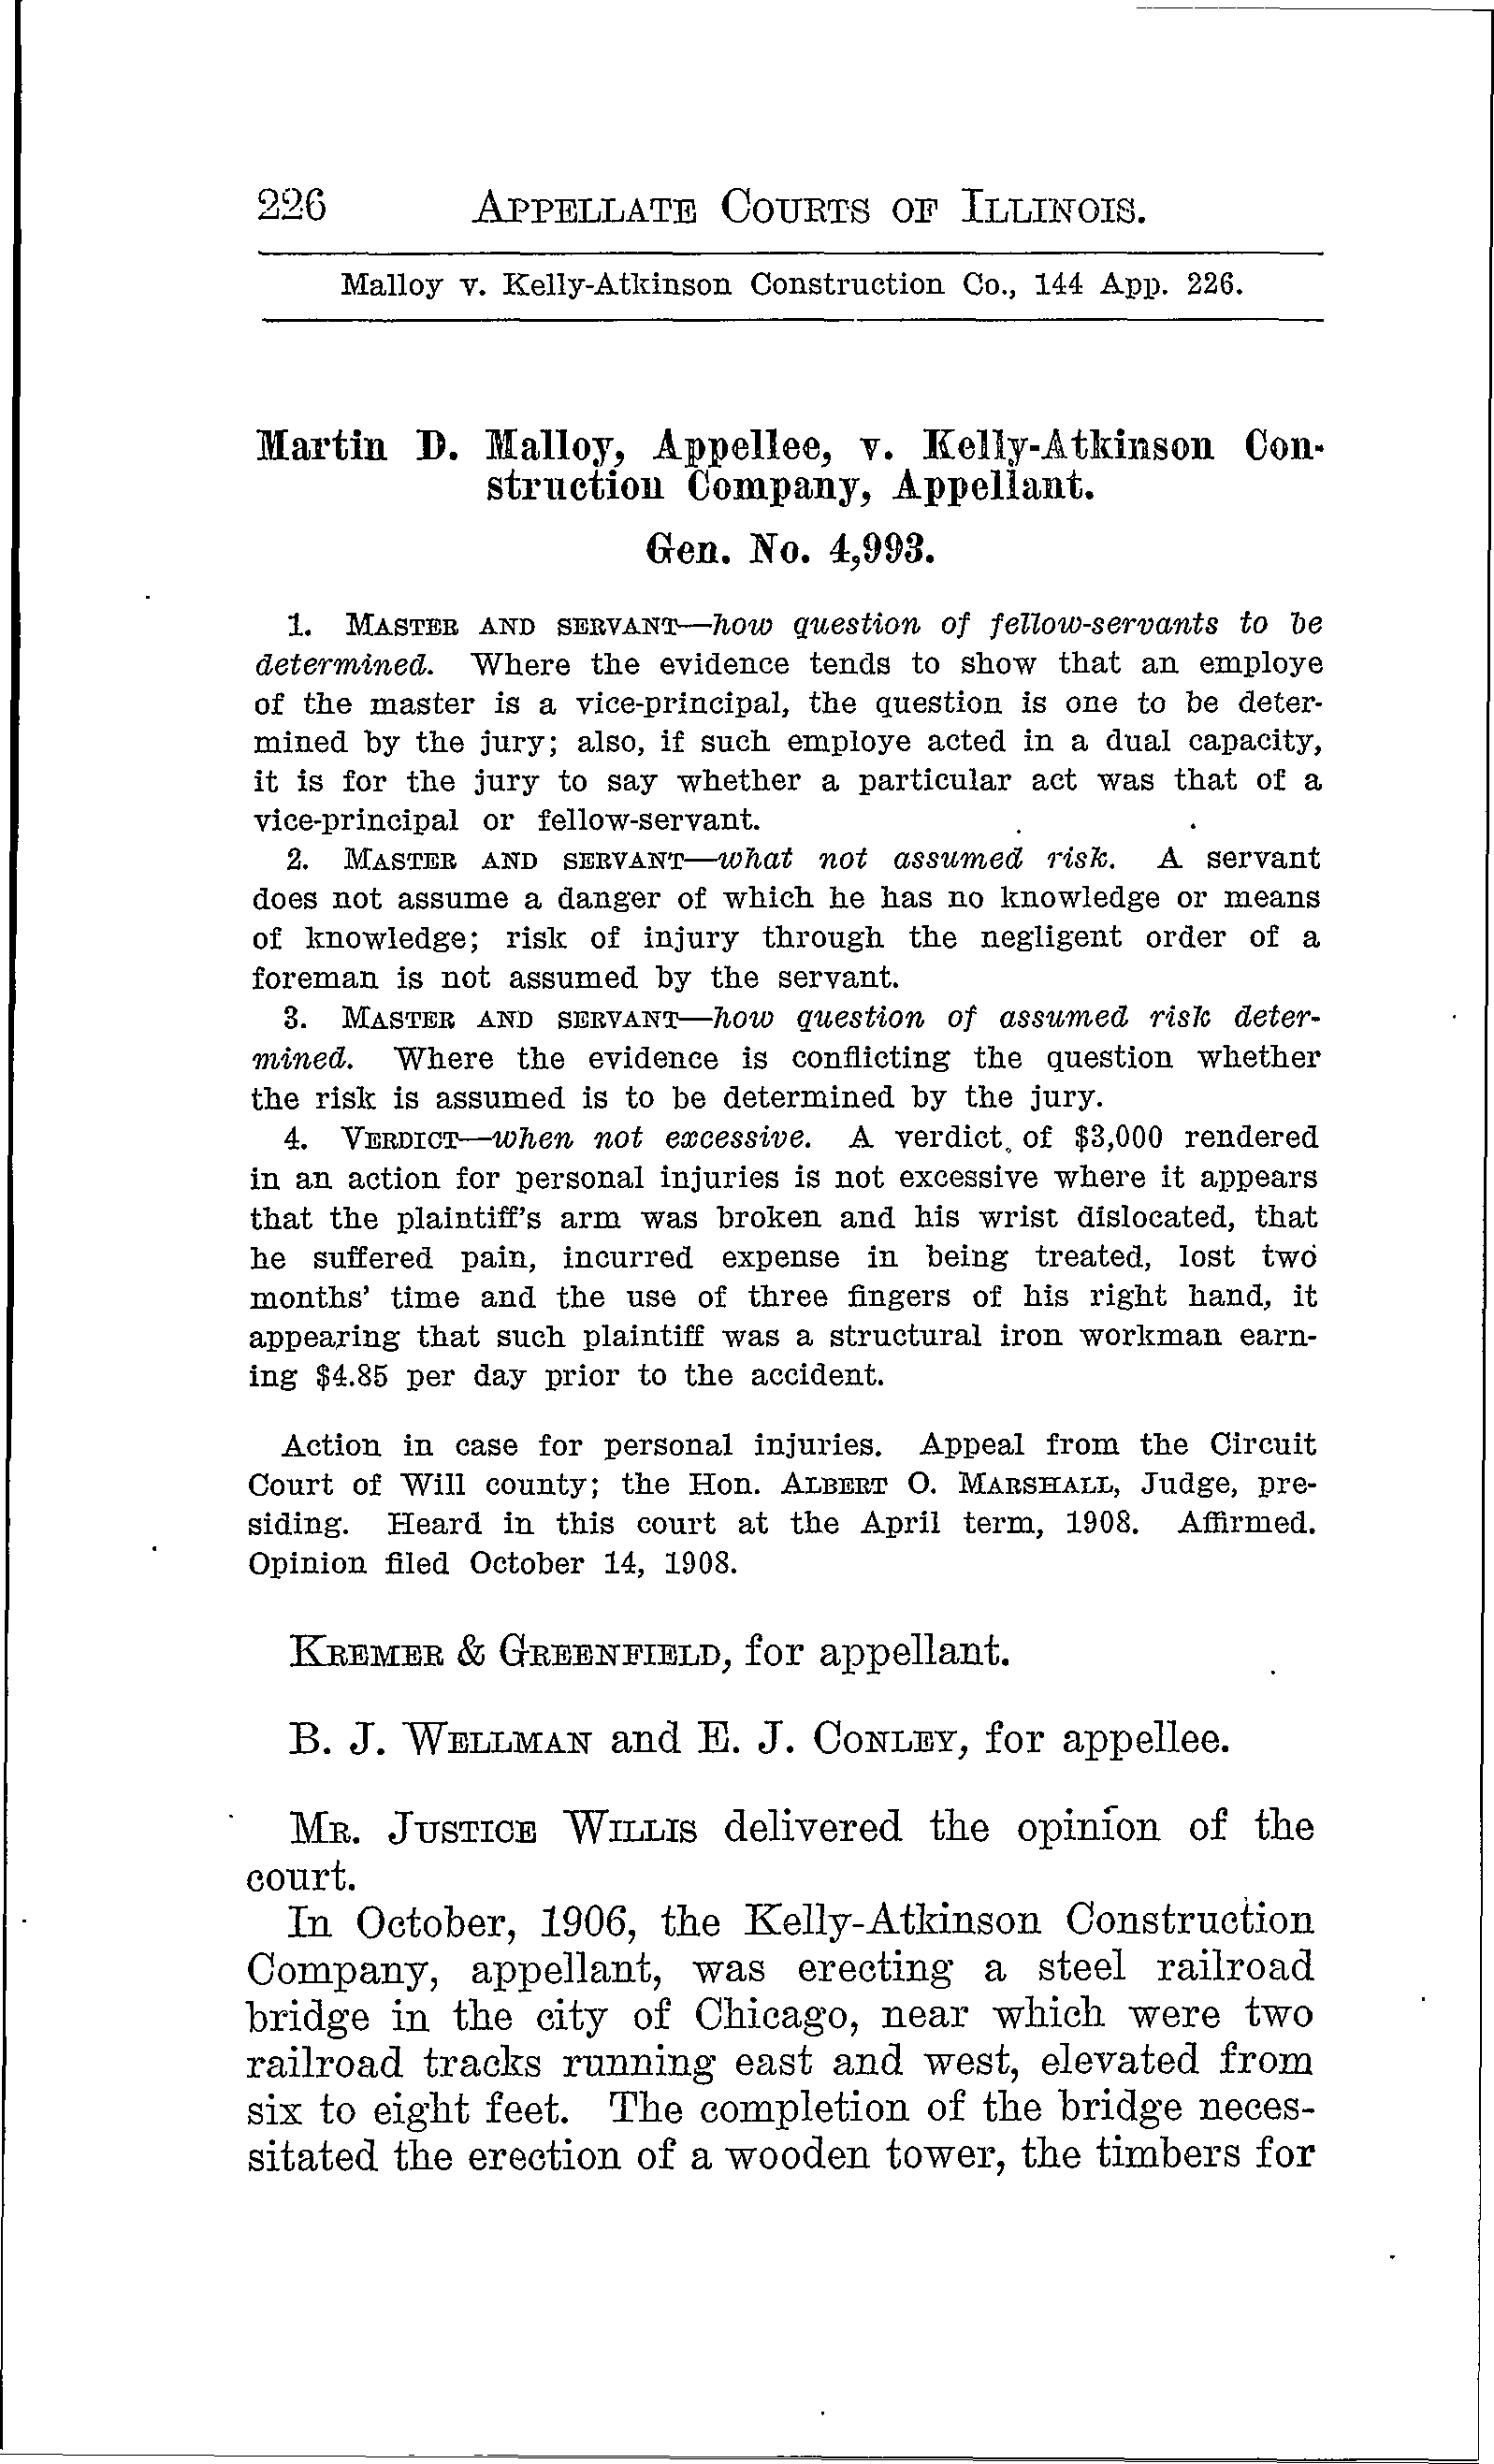 226 APPELLATE COURTS OF ILLINOIS.
Malloy v. Kelly-Atkinson Construction Co., 144 App. 226.
Martin D. Malloy, Appellee, v. Kelly-Atkinson Con-
struction Company, Appellant.
Gen. No. 4,993.
1. MASTER AND SERVANT—how question of fellow-servants to be
determined. Where the evidence tends to show that an employe
of the master is a vice-principal, the question is one to be deter-
mined by the jury; also, if such employe acted in a dual capacity,
it is for the jury to say whether a particular act was that of a
vice-principal or fellow-servant.
2. MASTER AND SERVANT—what not assumed risk. A servant
does not assume a danger of which he has no knowledge or means
of knowledge; risk of injury through the negligent order of a
foreman is not assumed by the servant.
3. MASTER AND SERVANT—how question of assumed risk deter-
mined. Where the evidence is conflicting the question whether
the risk is assumed is to be determined by the jury.
4. VERDICT—when not excessive. A verdict of $3,000 rendered
in an action for personal injuries is not excessive where it appears
that the plaintiff's arm was broken and his wrist dislocated, that
he suffered pain, incurred expense in being treated, lost two
months' time and the use of three fingers of his right hand, it
appearing that such plaintiff was a structural iron workman earn-
ing $4.85 per day prior to the accident.
Action in case for personal injuries. Appeal from the Circuit
Court of Will county; the Hon. ALBERT O. MARSHALL, Judge, pre-
siding. Heard in this court at the April term, 1908. Affirmed.
Opinion filed October 14, 1908.
KREMER & GREENFIELD, for appellant.
B. J. WELLMAN and E. J. CONLEY, for appellee.
MR. JUSTICE WILLIS delivered the opinion of the
court.
In October, 1906, the Kelly-Atkinson Construction
Company, appellant, was erecting a steel railroad
bridge in the city of Chicago, near which were two
railroad tracks running east and west, elevated from
six to eight feet. The completion of the bridge neces-
sitated the erection of a wooden tower, the timbers for